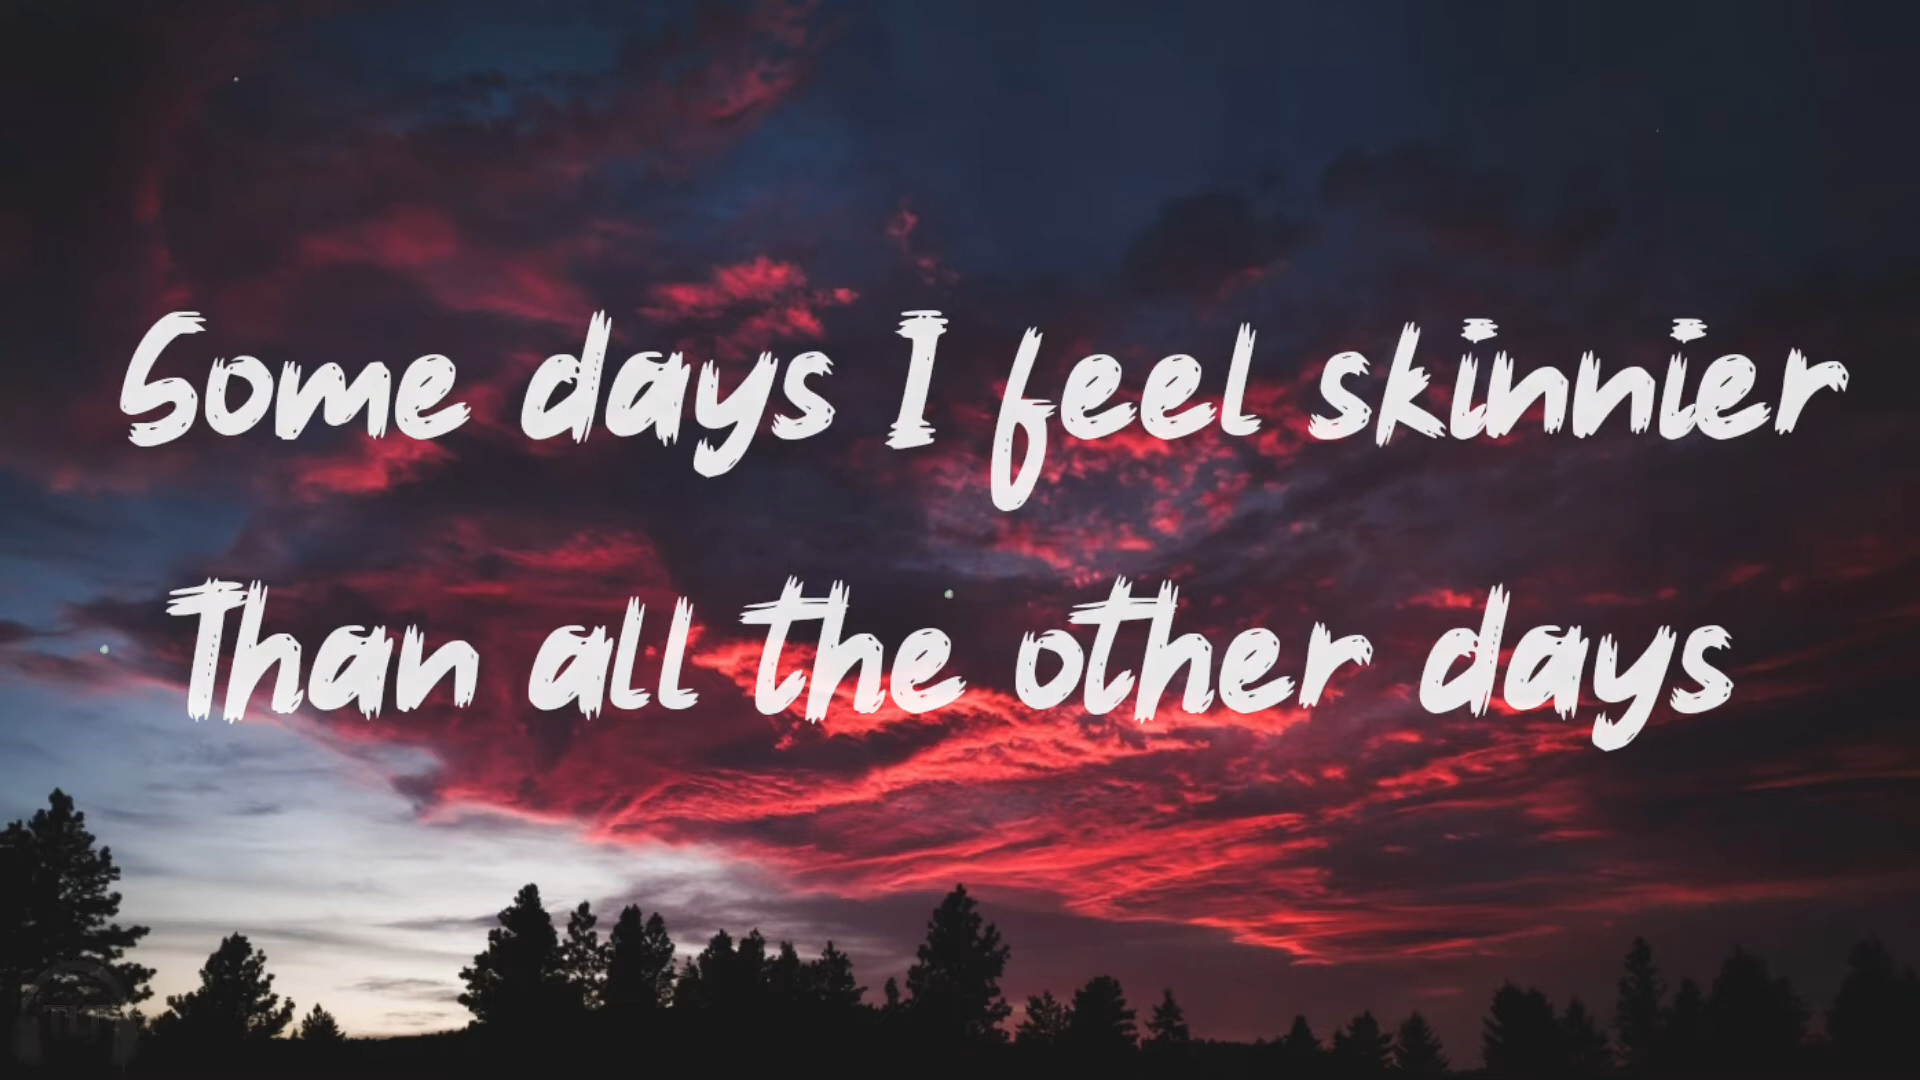 Some days I feel skinnier
Than all the other days